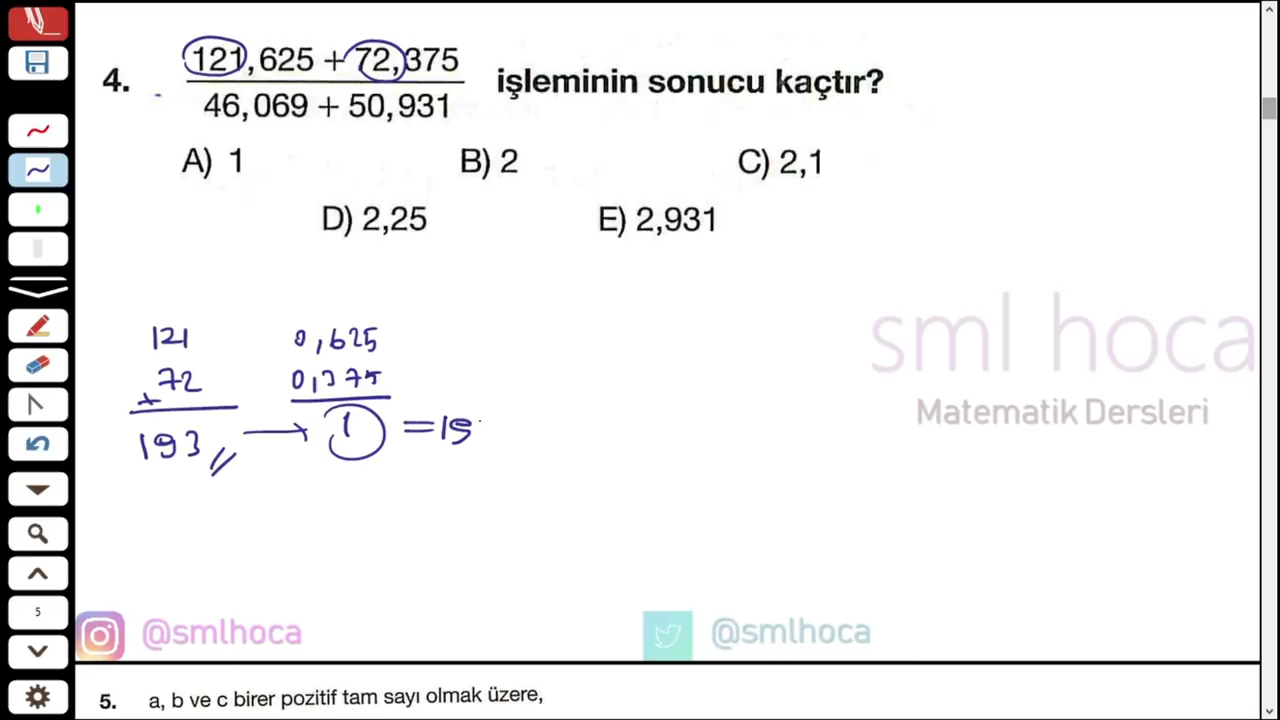 4. 121,625 + 72,375
46,069 + 50,931
işleminin sonucu kaçtır?
A) 1 B) 2 C) 2,1
D) 2,25 E) 2,931
121 0,625
+ 72 0,375
193 → 1 = 19
sml hoca
Matematik Dersleri
5
@smlhoca @smlhoca
5. a, b ve c birer pozitif tam sayı olmak üzere,